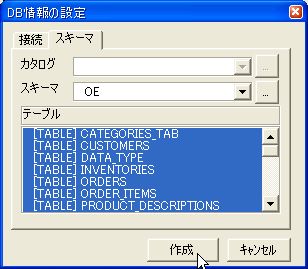 DB情報の設定
接続 スキーマ
カタログ ...
スキーマ OE ...
テーブル
[TABLE] CATEGORIES_TAB
[TABLE] CUSTOMERS
[TABLE] DATA_TYPE
[TABLE] INVENTORIES
[TABLE] ORDERS
[TABLE] ORDER_ITEMS
[TABLE] PRODUCT_DESCRIPTIONS
作成 キャンセル